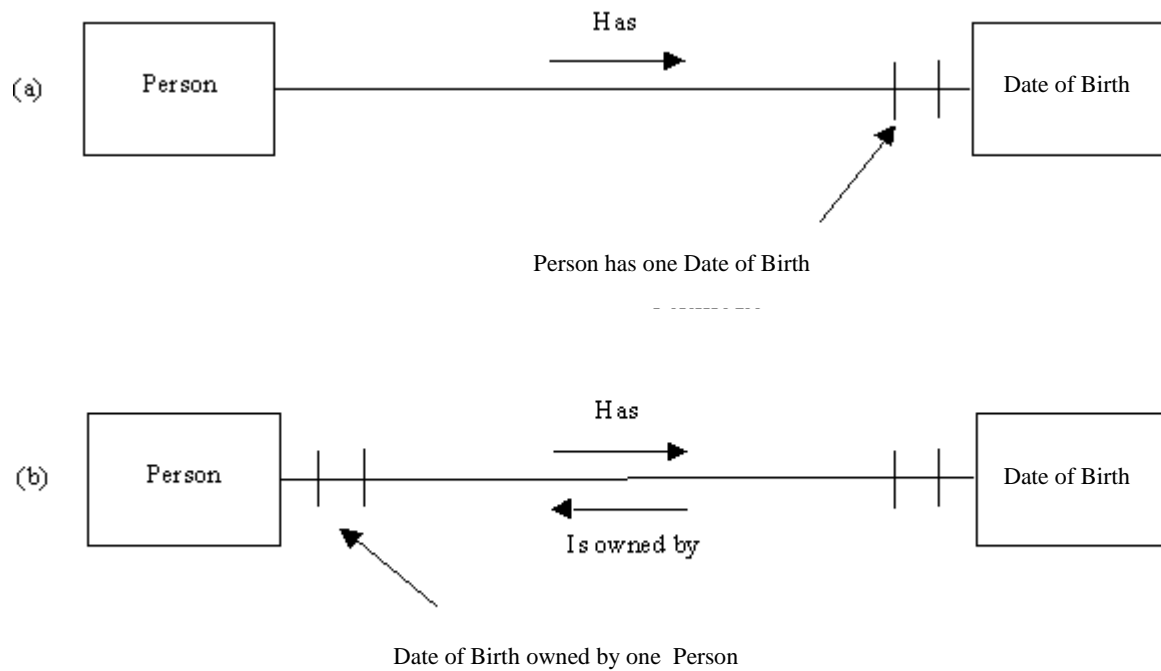 Has
(a)
Person
Date of Birth
Person has one Date of Birth
Has
(b)
Person
Date of Birth
Is owned by
Date of Birth owned by one Person